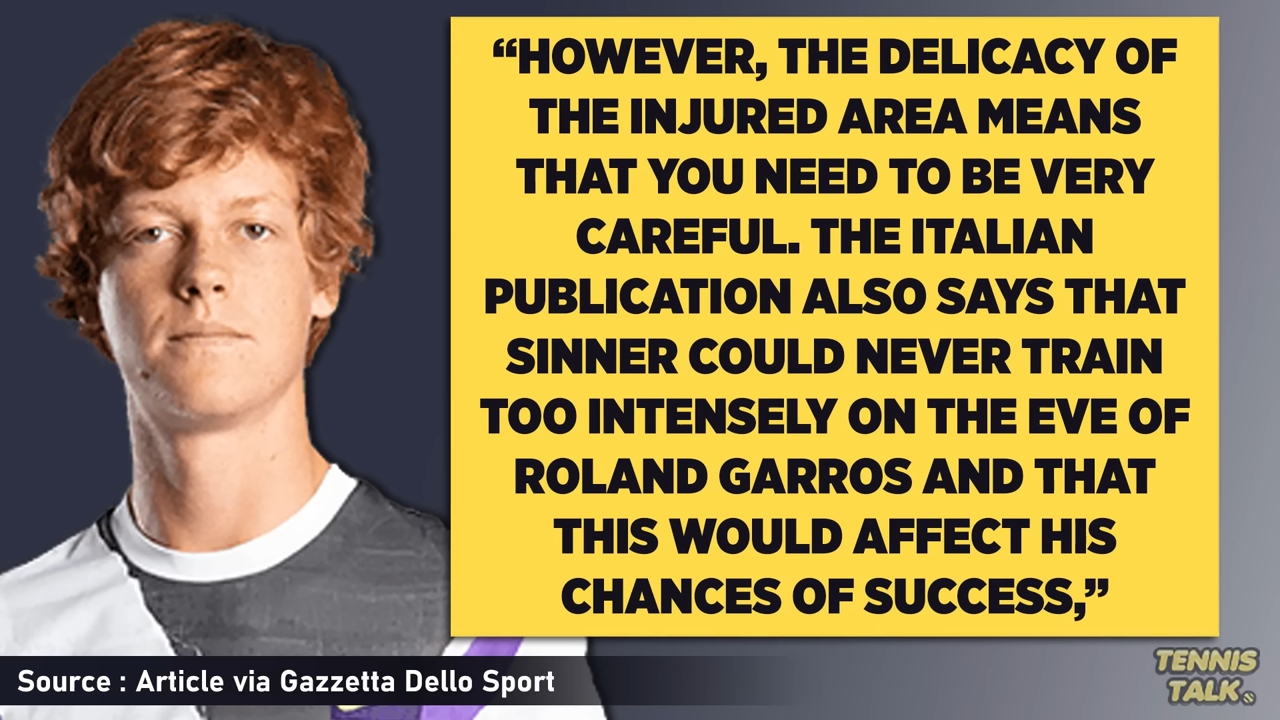 “HOWEVER, THE DELICACY OF
THE INJURED AREA MEANS
THAT YOU NEED TO BE VERY
CAREFUL. THE ITALIAN
PUBLICATION ALSO SAYS THAT
SINNER COULD NEVER TRAIN
TOO INTENSELY ON THE EVE OF
ROLAND GARROS AND THAT
THIS WOULD AFFECT HIS
CHANCES OF SUCCESS,”
Source : Article via Gazzetta Dello Sport
TENNIS
TALK